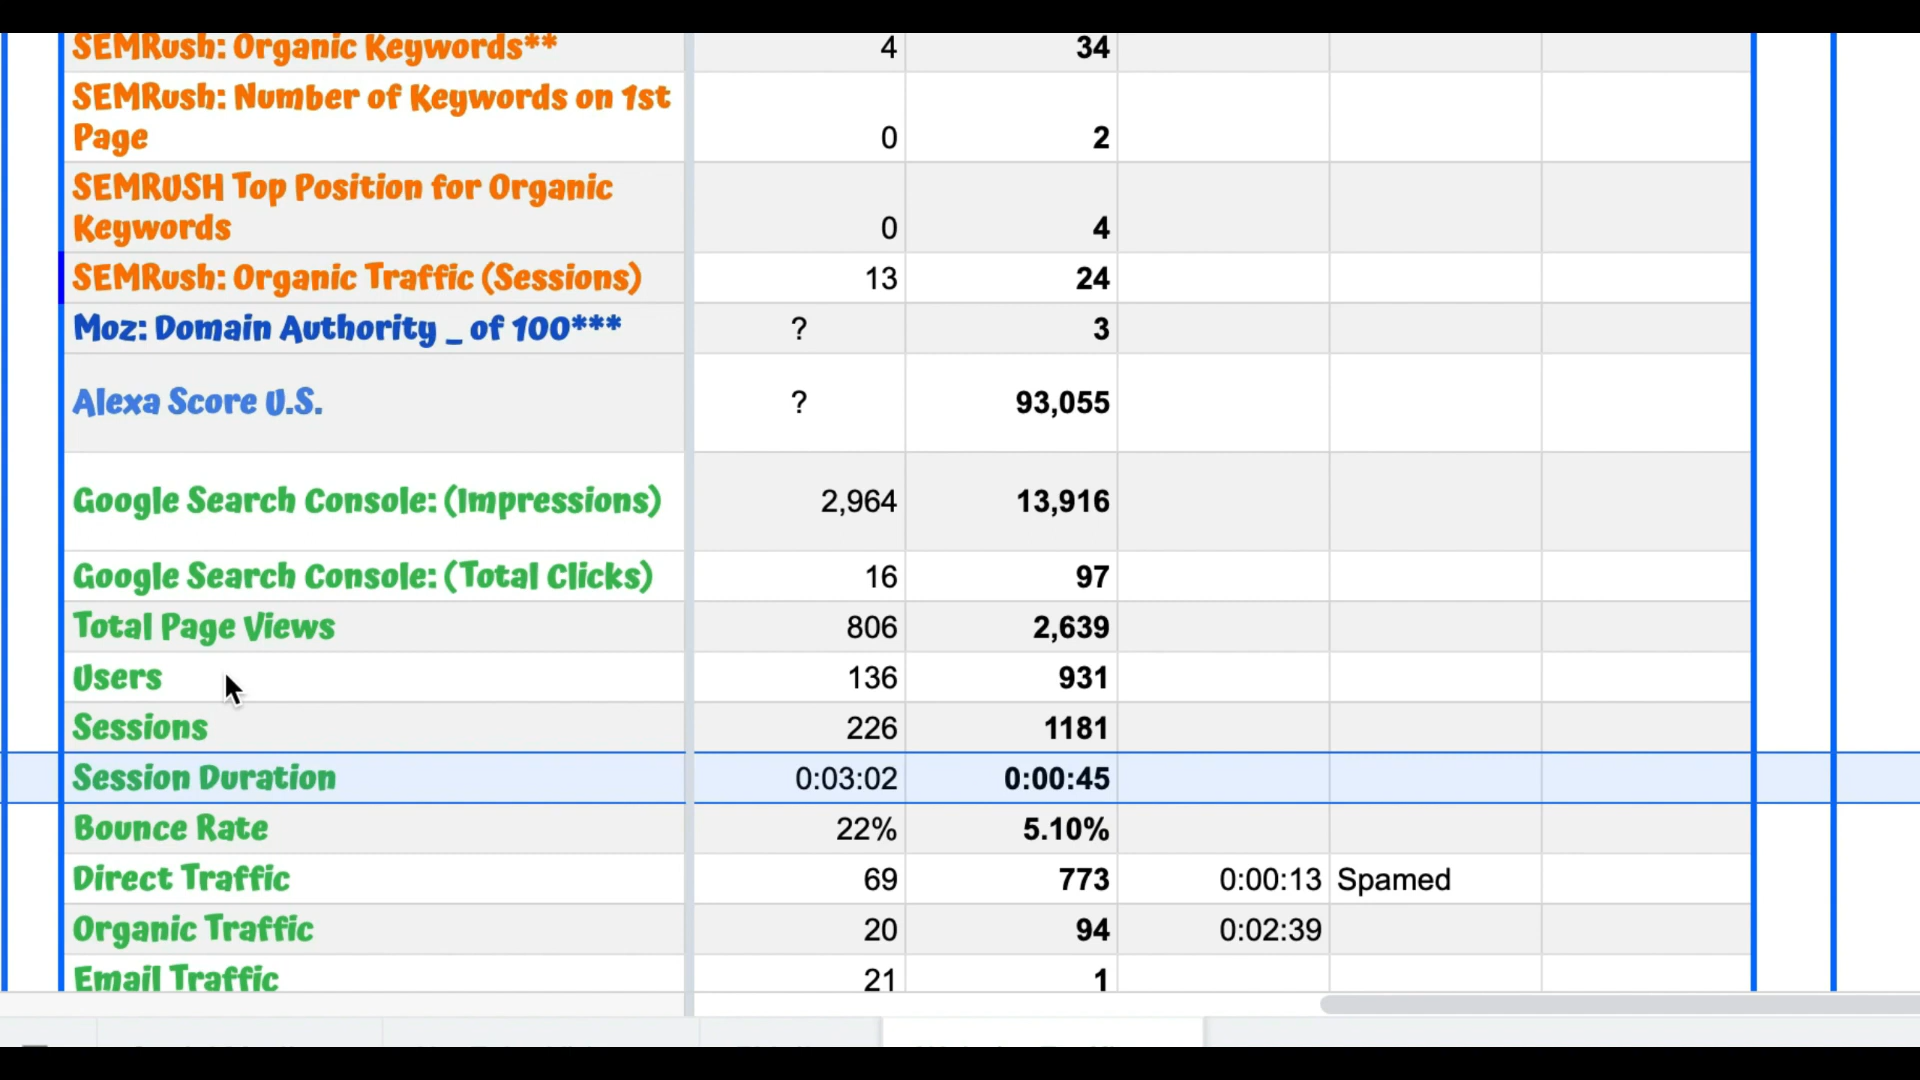 SEMRush: Organic Keywords** 4 34
SEMRush: Number of Keywords on 1st
Page 0 2
SEMRUSH Top Position for Organic
Keywords 0 4
SEMRush: Organic Traffic (Sessions) 13 24
Moz: Domain Authority _ of 100*** ? 3
Alexa Score U.S. ? 93,055
Google Search Console: (Impressions) 2,964 13,916
Google Search Console: (Total Clicks) 16 97
Total Page Views 806 2,639
Users 136 931
Sessions 226 1181
Session Duration 0:03:02 0:00:45
Bounce Rate 22% 5.10%
Direct Traffic 69 773 0:00:13 Spamed
Organic Traffic 20 94 0:02:39
Email Traffic 21 1